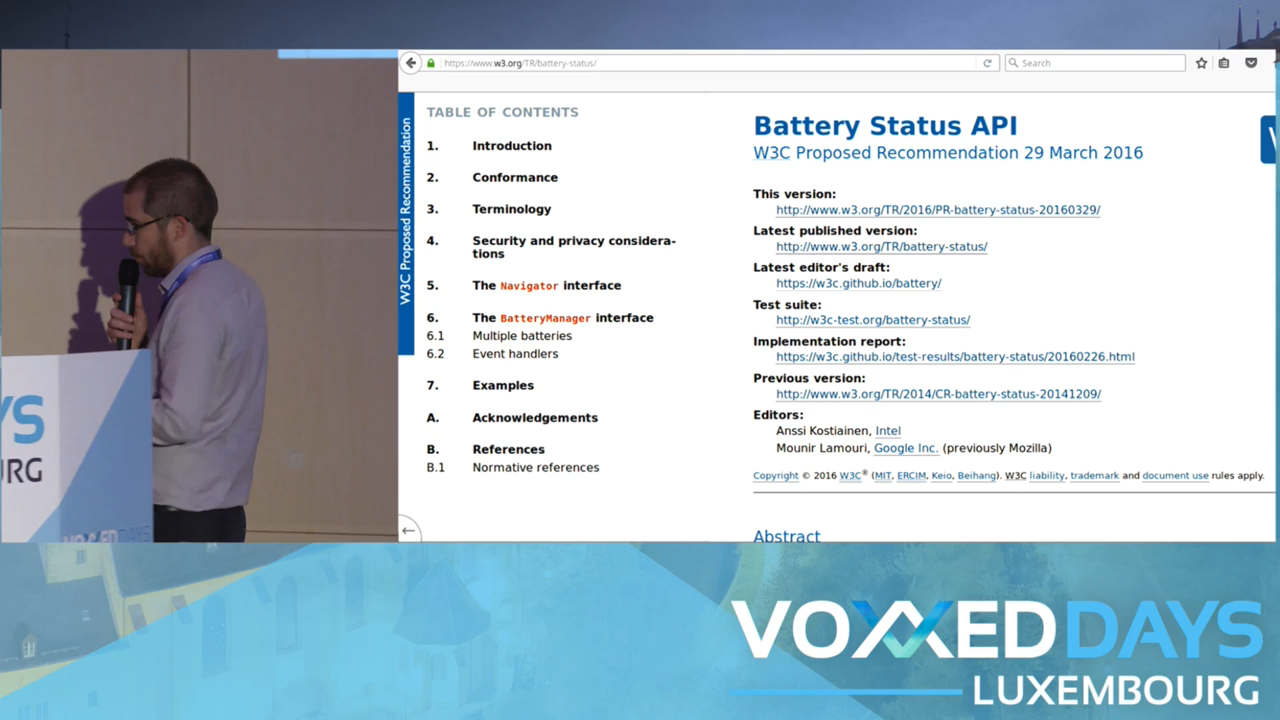 https://www.w3.org/TR/battery-status/
Search
W3C Proposed Recommendation
TABLE OF CONTENTS
1. Introduction
2. Conformance
3. Terminology
4. Security and privacy considera-
tions
5. The Navigator interface
6. The BatteryManager interface
6.1 Multiple batteries
6.2 Event handlers
7. Examples
A. Acknowledgements
B. References
B.1 Normative references
Battery Status API
W3C Proposed Recommendation 29 March 2016
This version:
http://www.w3.org/TR/2016/PR-battery-status-20160329/
Latest published version:
http://www.w3.org/TR/battery-status/
Latest editor's draft:
https://w3c.github.io/battery/
Test suite:
http://w3c-test.org/battery-status/
Implementation report:
https://w3c.github.io/test-results/battery-status/20160226.html
Previous version:
http://www.w3.org/TR/2014/CR-battery-status-20141209/
Editors:
Anssi Kostiainen, Intel
Mounir Lamouri, Google Inc. (previously Mozilla)
Copyright © 2016 W3C® (MIT, ERCIM, Keio, Beihang). W3C liability, trademark and document use rules apply.
Abstract
YS
URG
VOXXED DAYS
VOXXED DAYS
LUXEMBOURG